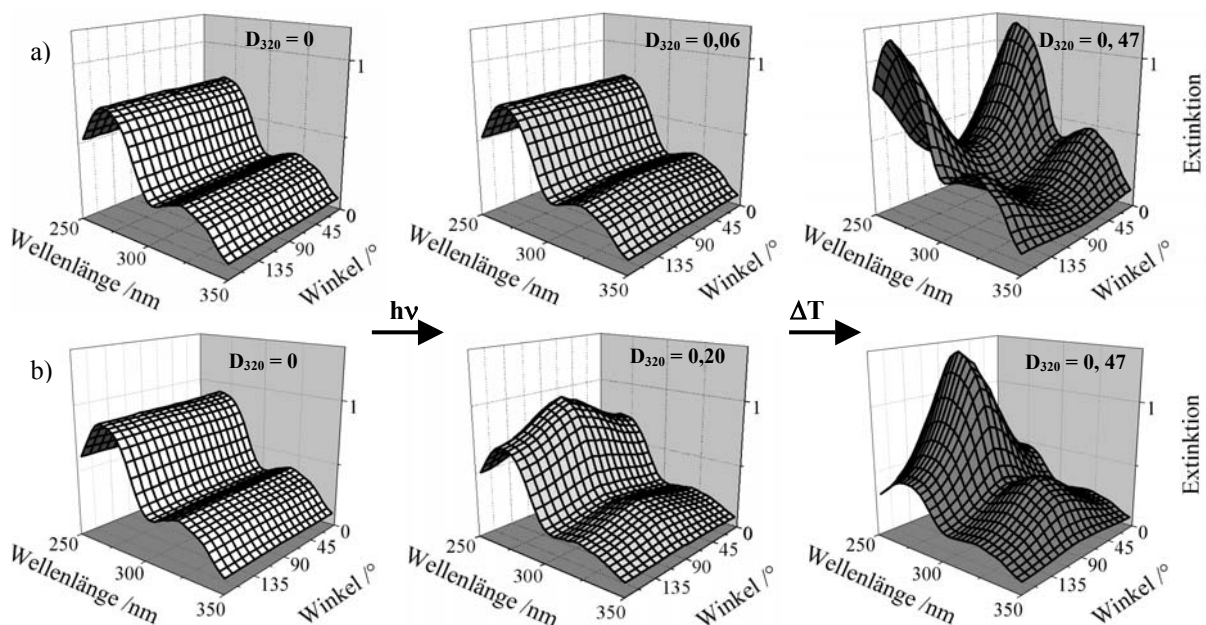 a)
D320 = 0
1
0
45
90
135
250
300
350
Wellenlänge /nm
Winkel /°
D320 = 0,06
1
0
45
90
135
250
300
350
Wellenlänge /nm
Winkel /°
D320 = 0, 47
1
0
45
90
135
250
300
350
Wellenlänge /nm
Winkel /°
Extinktion
hν
ΔT
b)
D320 = 0
1
0
45
90
135
250
300
350
Wellenlänge /nm
Winkel /°
D320 = 0,20
1
0
45
90
135
250
300
350
Wellenlänge /nm
Winkel /°
D320 = 0, 47
1
0
45
90
135
250
300
350
Wellenlänge /nm
Winkel /°
Extinktion